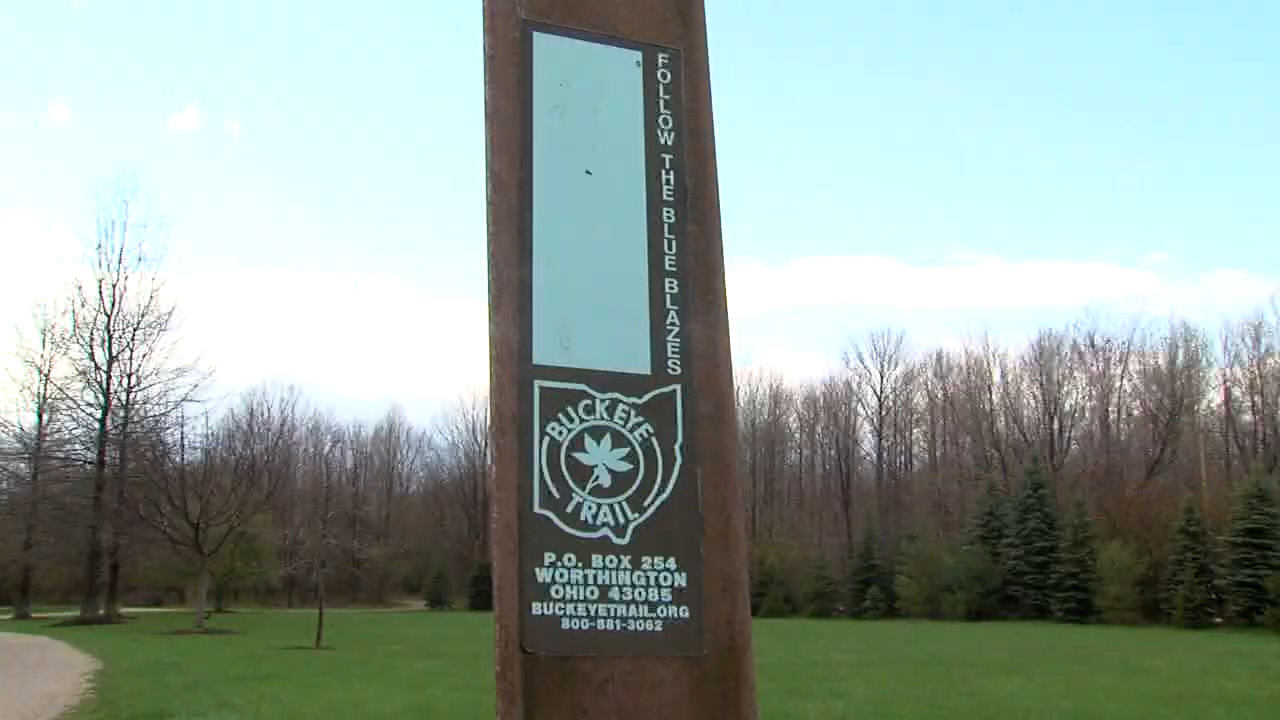 FOLLOW THE BLUE BLAZES
BUCKEYE
TRAIL
P.O. BOX 254
WORTHINGTON
OHIO 43085
BUCKEYETRAIL.ORG
800-881-3062